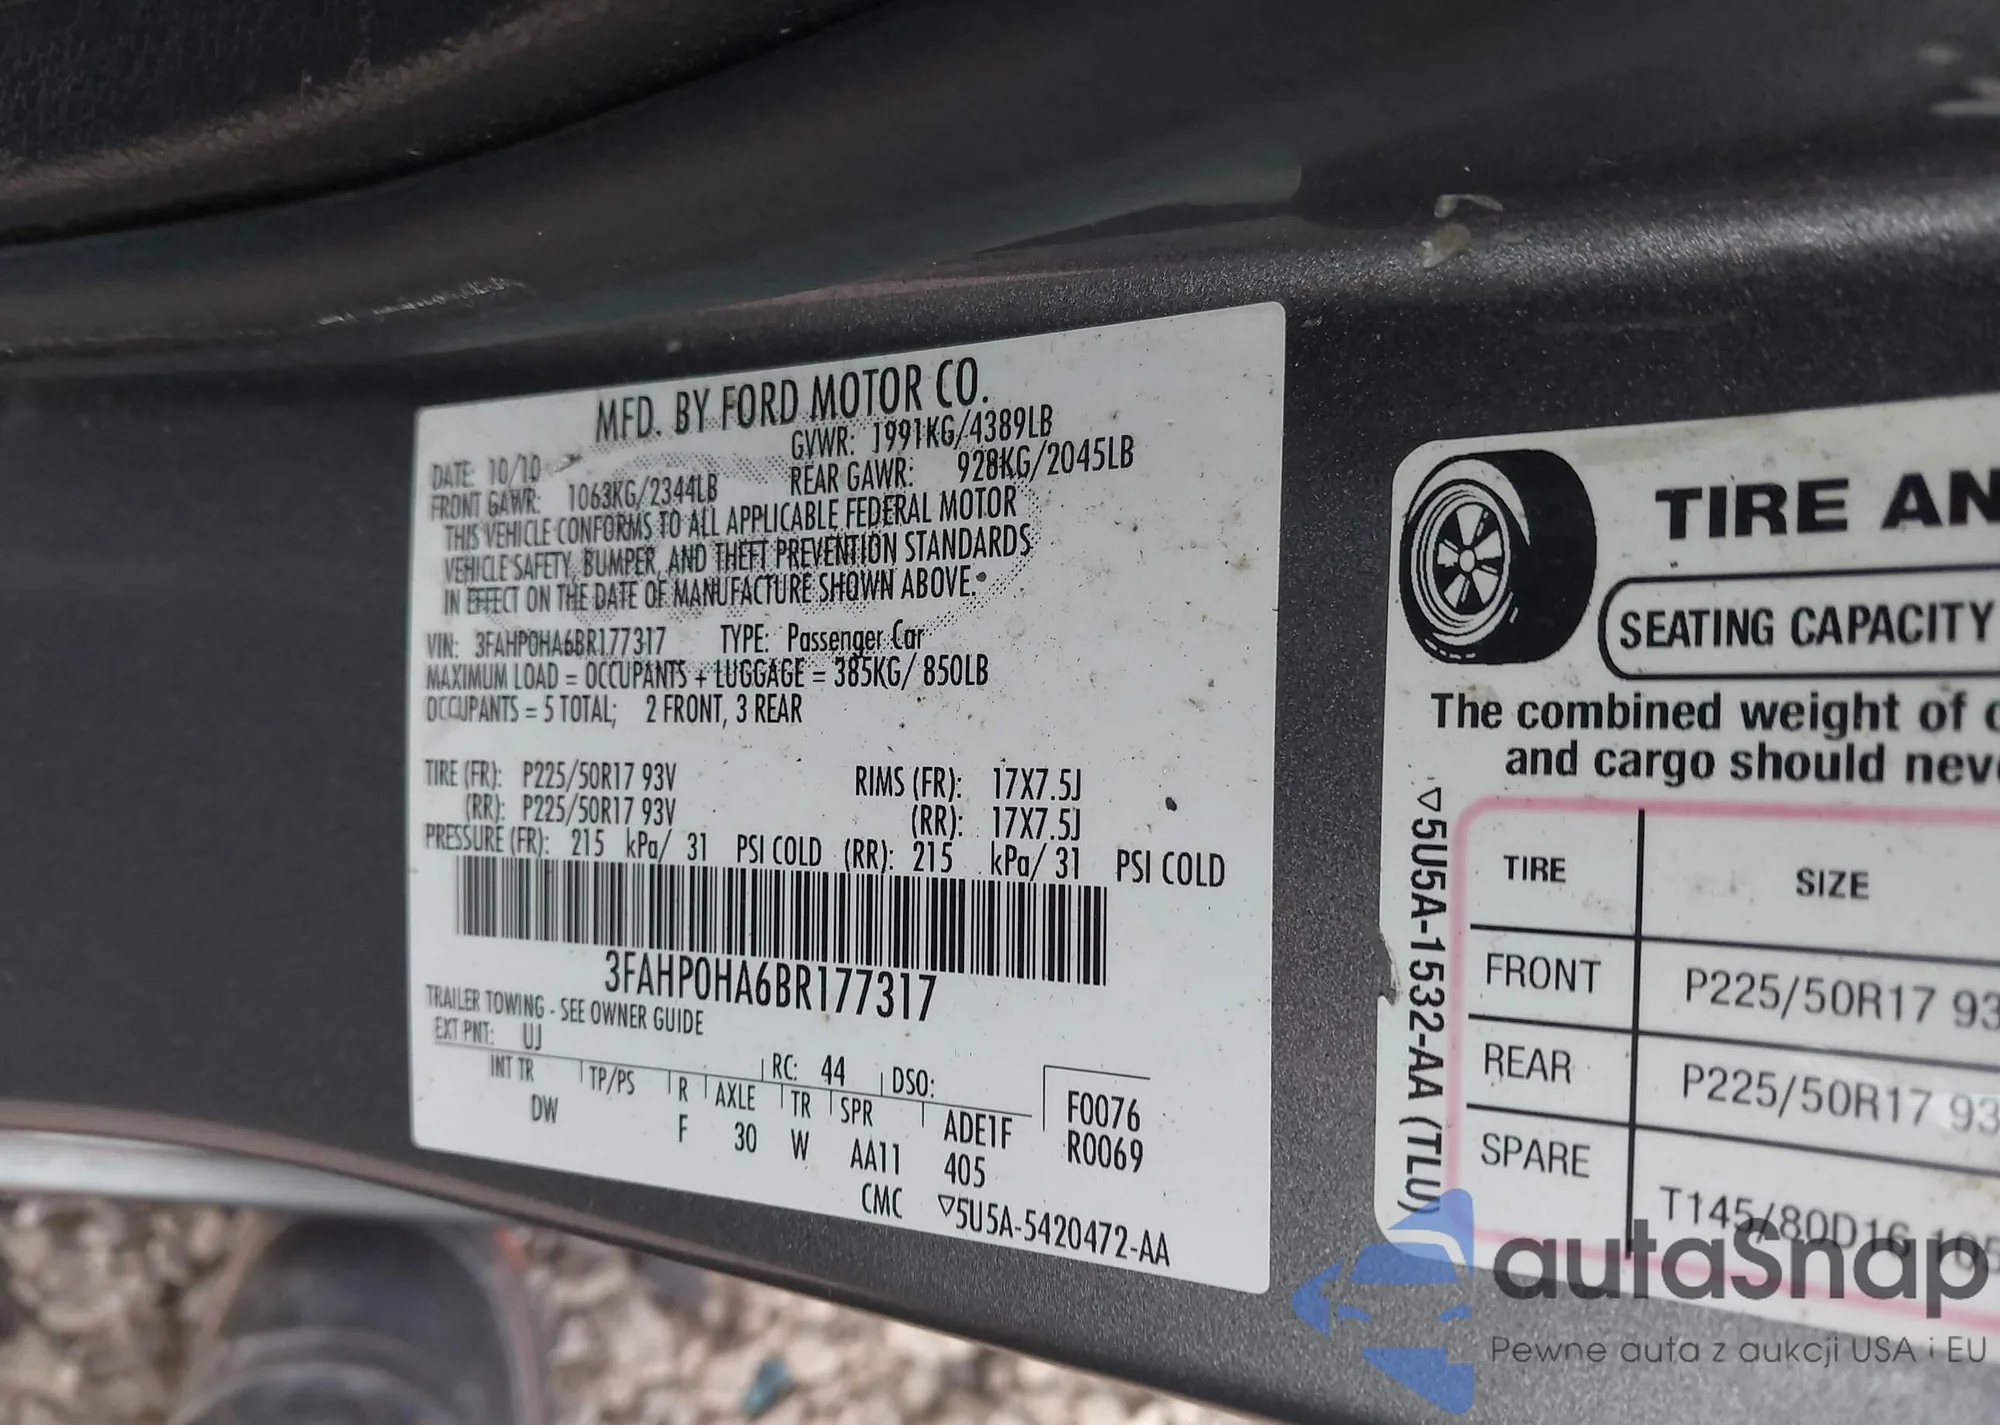 MFD. BY FORD MOTOR CO.
DATE: 10/10 GVWR: 1991KG/4389LB
FRONT GAWR: 1063KG/2344LB REAR GAWR: 928KG/2045LB
THIS VEHICLE CONFORMS TO ALL APPLICABLE FEDERAL MOTOR
VEHICLE SAFETY, BUMPER, AND THEFT PREVENTION STANDARDS
IN EFFECT ON THE DATE OF MANUFACTURE SHOWN ABOVE.
VIN: 3FAHP0HA6BR177317 TYPE: Passenger Car
MAXIMUM LOAD = OCCUPANTS + LUGGAGE = 385KG/ 850LB
OCCUPANTS = 5 TOTAL; 2 FRONT, 3 REAR
TIRE (FR): P225/50R17 93V RIMS (FR): 17X7.5J
(RR): P225/50R17 93V (RR): 17X7.5J
PRESSURE (FR): 215 kPa/ 31 PSI COLD (RR): 215 kPa/ 31 PSI COLD
3FAHP0HA6BR177317
TRAILER TOWING - SEE OWNER GUIDE
EXT PNT: UJ RC: 44 DSO: F0076
INT TR TP/PS R AXLE TR SPR ADE1F R0069
DW F 30 W AA11 405
CMC ▽5U5A-5420472-AA
TIRE AN
SEATING CAPACITY
The combined weight of
and cargo should nev
▽5U5A-1532-AA (TLU)
TIRE SIZE
FRONT P225/50R17 93
REAR P225/50R17 93
SPARE T145/80D16 105
autaSnap
Pewne auta z aukcji USA i EU